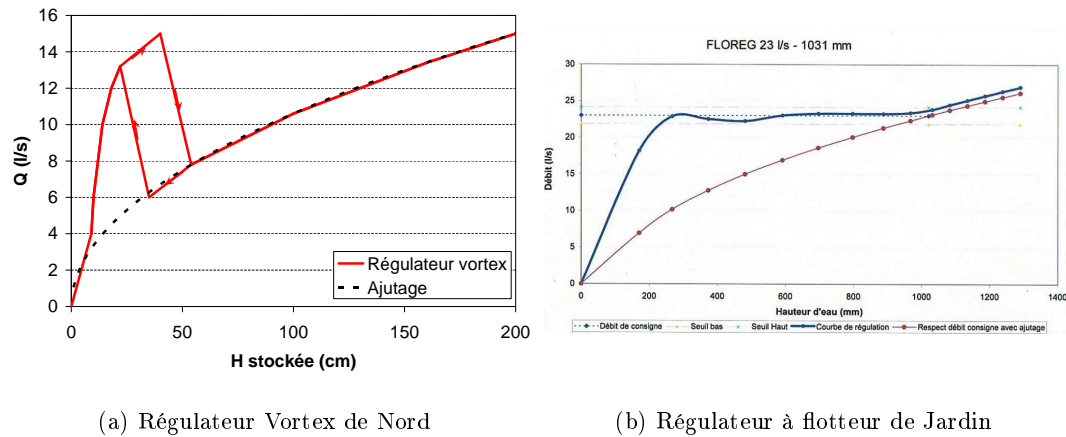 16
14
12
10
8
6
4
2
0
Q (l/s)
0
50
100
150
200
H stockée (cm)
Régulateur vortex
Ajutage
(a) Régulateur Vortex de Nord
FLOREG 23 l/s - 1031 mm
30
25
20
15
10
5
0
Débit (l/s)
0
200
400
600
800
1000
1200
1400
Hauteur d'eau (mm)
Débit de consigne
Seuil bas
Seuil Haut
Courbe de régulation
Respect débit consigne avec ajutage
(b) Régulateur à flotteur de Jardin